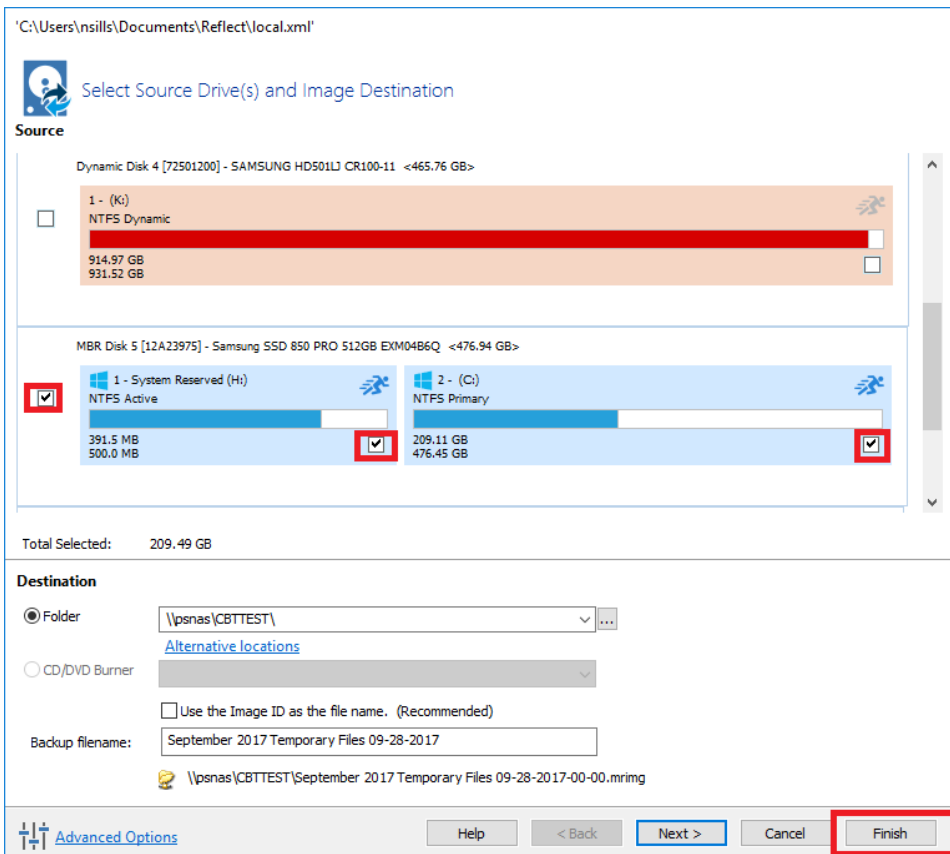 'C:\Users\nsills\Documents\Reflect\local.xml'
Select Source Drive(s) and Image Destination
Source
Dynamic Disk 4 [72501200] - SAMSUNG HD501LJ CR100-11 <465.76 GB>
1 - (K:)
NTFS Dynamic
914.97 GB
931.52 GB
MBR Disk 5 [12A23975] - Samsung SSD 850 PRO 512GB EXM04B6Q <476.94 GB>
1 - System Reserved (H:)
NTFS Active
391.5 MB
500.0 MB
2 - (C:)
NTFS Primary
209.11 GB
476.45 GB
Total Selected: 209.49 GB
Destination
Folder
\\psnas\CBTTEST\
...
Alternative locations
CD/DVD Burner
Use the Image ID as the file name. (Recommended)
Backup filename: September 2017 Temporary Files 09-28-2017
\\psnas\CBTTEST\September 2017 Temporary Files 09-28-2017-00-00.mrimg
Advanced Options Help < Back Next > Cancel Finish